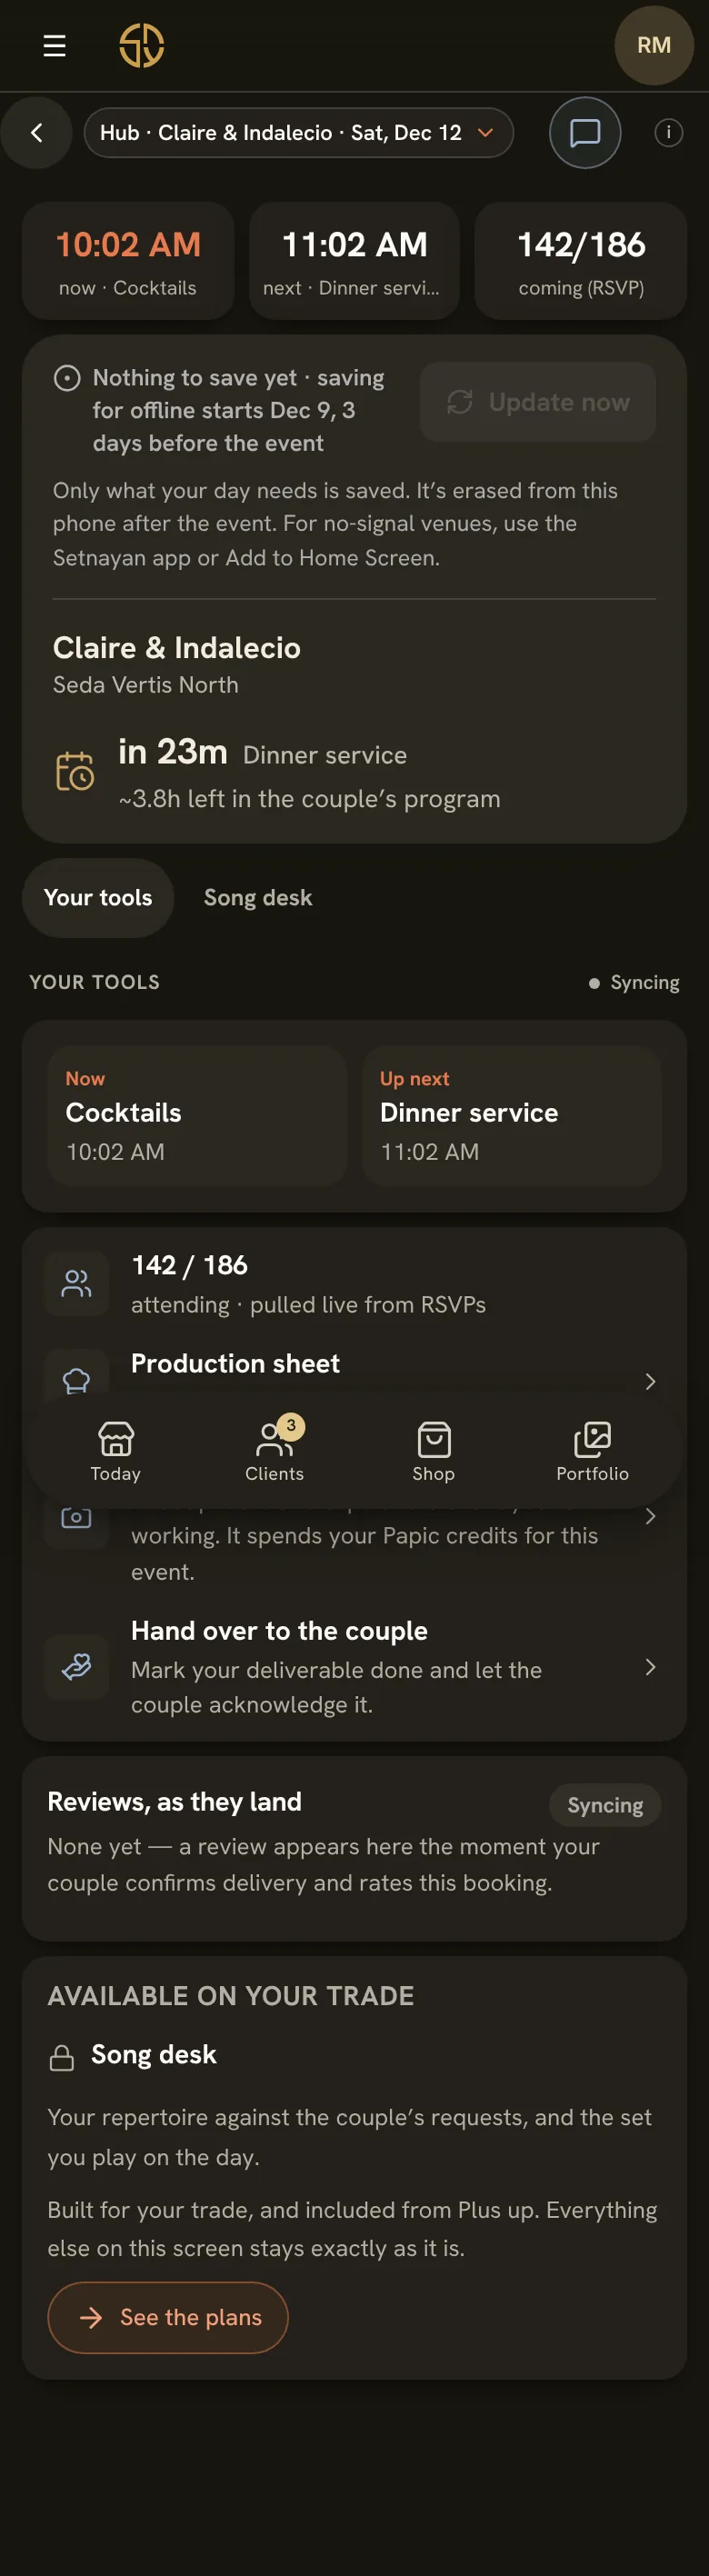 RM
Hub · Claire & Indalecio · Sat, Dec 12
10:02 AM
now · Cocktails
11:02 AM
next · Dinner servi...
142/186
coming (RSVP)
Nothing to save yet · saving
for offline starts Dec 9, 3
days before the event
Update now
Only what your day needs is saved. It’s erased from this
phone after the event. For no-signal venues, use the
Setnayan app or Add to Home Screen.
Claire & Indalecio
Seda Vertis North
in 23m Dinner service
~3.8h left in the couple’s program
Your tools
Song desk
YOUR TOOLS
Syncing
Now
Cocktails
10:02 AM
Up next
Dinner service
11:02 AM
142 / 186
attending · pulled live from RSVPs
Production sheet
3
Today
Clients
Shop
Portfolio
working. It spends your Papic credits for this
event.
Hand over to the couple
Mark your deliverable done and let the
couple acknowledge it.
Reviews, as they land
Syncing
None yet — a review appears here the moment your
couple confirms delivery and rates this booking.
AVAILABLE ON YOUR TRADE
Song desk
Your repertoire against the couple’s requests, and the set
you play on the day.
Built for your trade, and included from Plus up. Everything
else on this screen stays exactly as it is.
See the plans